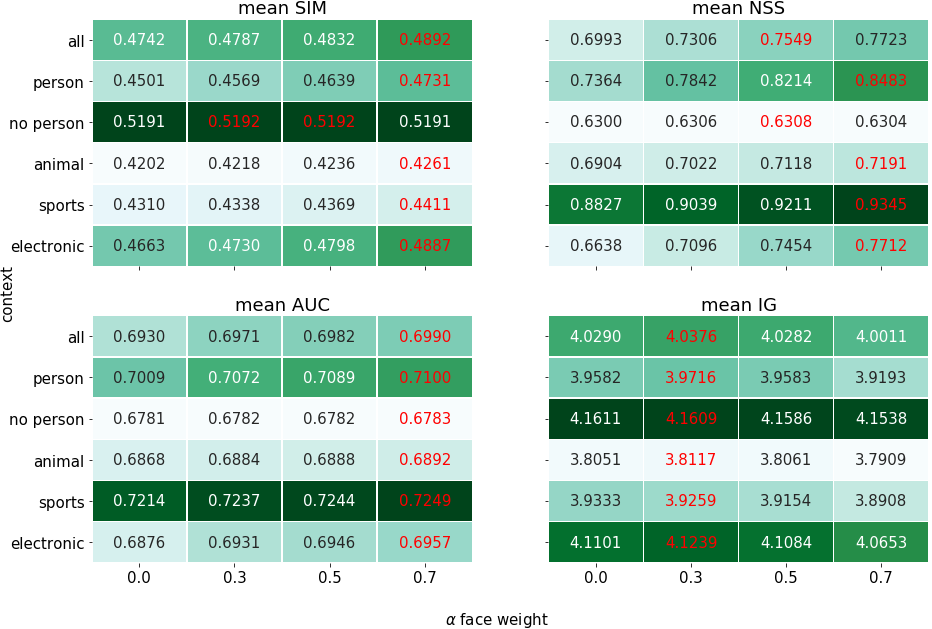 mean SIM
all 0.4742 0.4787 0.4832 0.4892
person 0.4501 0.4569 0.4639 0.4731
no person 0.5191 0.5192 0.5192 0.5191
animal 0.4202 0.4218 0.4236 0.4261
sports 0.4310 0.4338 0.4369 0.4411
electronic 0.4663 0.4730 0.4798 0.4887
mean NSS
0.6993 0.7306 0.7549 0.7723
0.7364 0.7842 0.8214 0.8483
0.6300 0.6306 0.6308 0.6304
0.6904 0.7022 0.7118 0.7191
0.8827 0.9039 0.9211 0.9345
0.6638 0.7096 0.7454 0.7712
context
mean AUC
all 0.6930 0.6971 0.6982 0.6990
person 0.7009 0.7072 0.7089 0.7100
no person 0.6781 0.6782 0.6782 0.6783
animal 0.6868 0.6884 0.6888 0.6892
sports 0.7214 0.7237 0.7244 0.7249
electronic 0.6876 0.6931 0.6946 0.6957
0.0 0.3 0.5 0.7
mean IG
4.0290 4.0376 4.0282 4.0011
3.9582 3.9716 3.9583 3.9193
4.1611 4.1609 4.1586 4.1538
3.8051 3.8117 3.8061 3.7909
3.9333 3.9259 3.9154 3.8908
4.1101 4.1239 4.1084 4.0653
0.0 0.3 0.5 0.7
α face weight